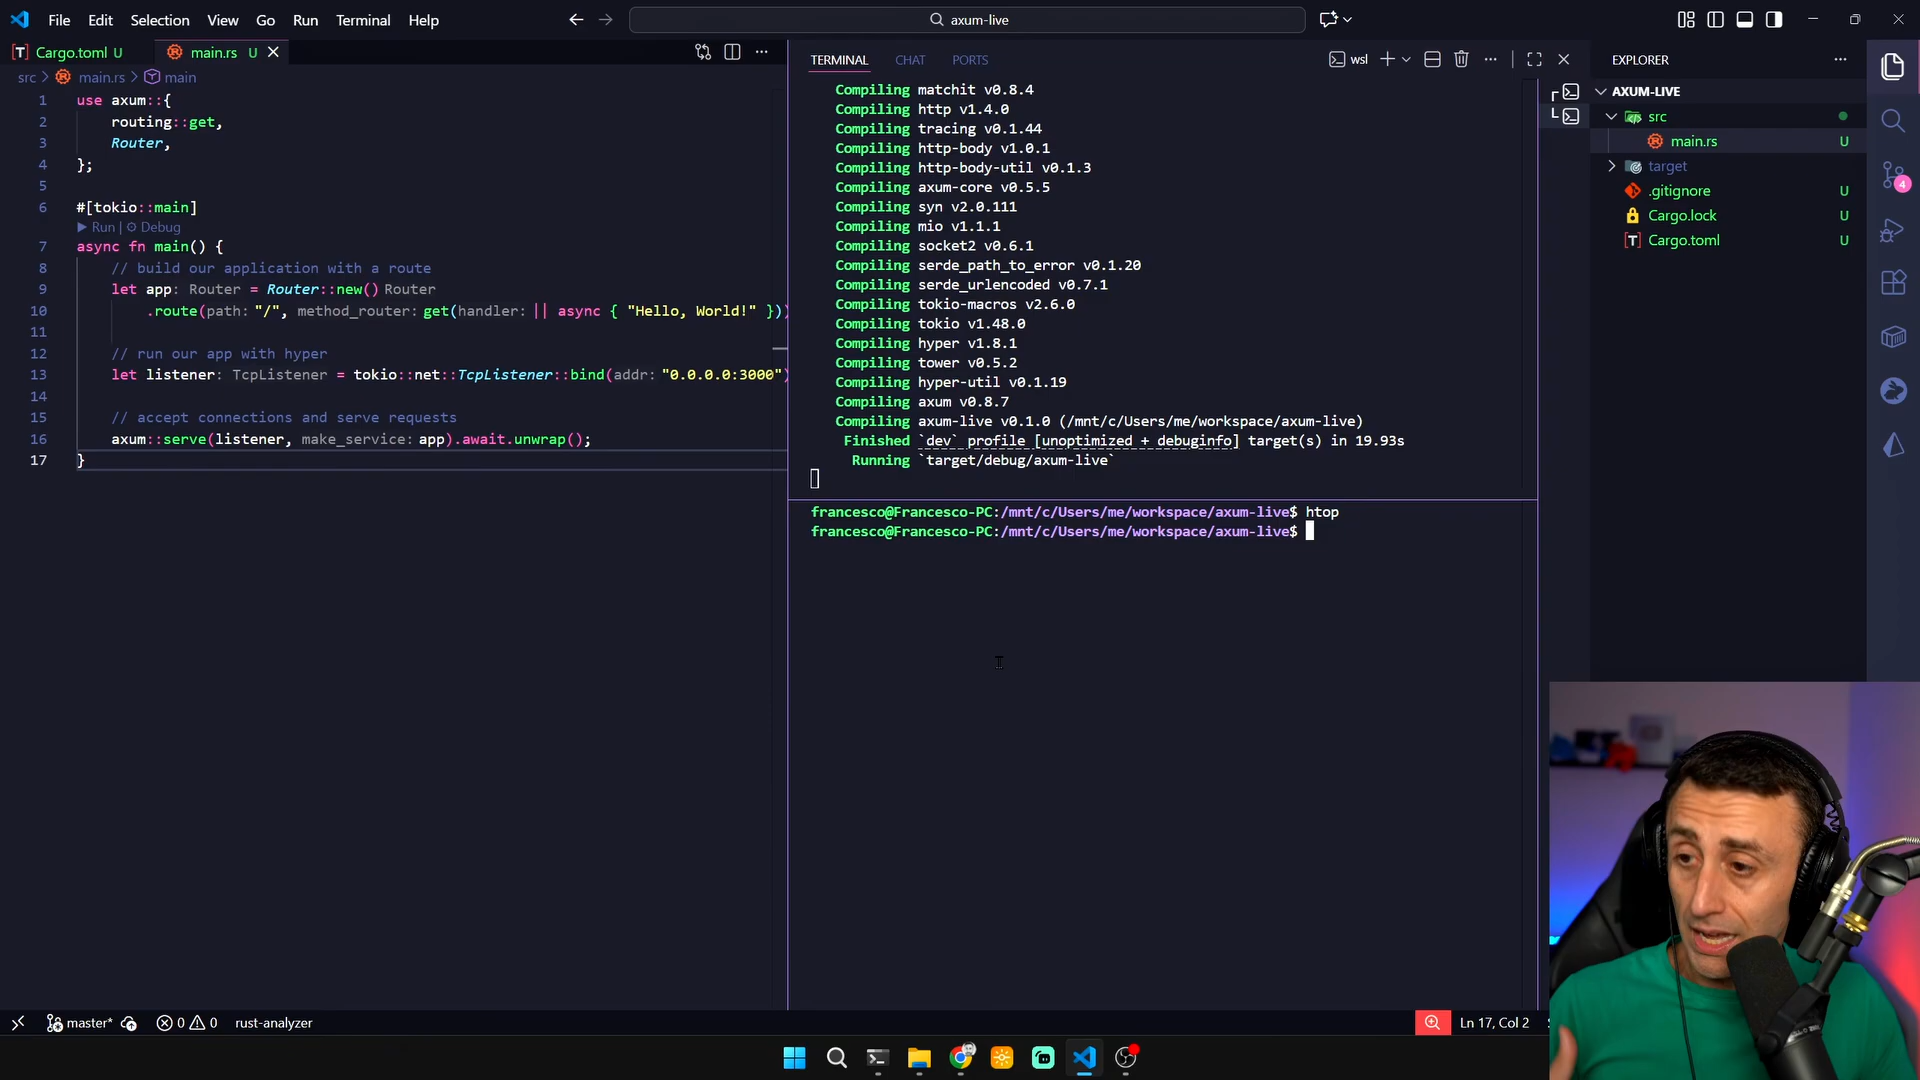 File Edit Selection View Go Run Terminal Help
axum-live
Cargo.toml U
main.rs U
src > main.rs > main
1 use axum::{
2 routing::get,
3 Router,
4 };
5
6 #[tokio::main]
Run | Debug
7 async fn main() {
8 // build our application with a route
9 let app: Router = Router::new() Router
10 .route(path: "/", method_router: get(handler: || async { "Hello, World!" }))
11
12 // run our app with hyper
13 let listener: TcpListener = tokio::net::TcpListener::bind(addr: "0.0.0.0:3000")
14
15 // accept connections and serve requests
16 axum::serve(listener, make_service: app).await.unwrap();
17 }
TERMINAL CHAT PORTS
wsl
Compiling matchit v0.8.4
Compiling http v1.4.0
Compiling tracing v0.1.44
Compiling http-body v1.0.1
Compiling http-body-util v0.1.3
Compiling axum-core v0.5.5
Compiling syn v2.0.111
Compiling mio v1.1.1
Compiling socket2 v0.6.1
Compiling serde_path_to_error v0.1.20
Compiling serde_urlencoded v0.7.1
Compiling tokio-macros v2.6.0
Compiling tokio v1.48.0
Compiling hyper v1.8.1
Compiling tower v0.5.2
Compiling hyper-util v0.1.19
Compiling axum v0.8.7
Compiling axum-live v0.1.0 (/mnt/c/Users/me/workspace/axum-live)
Finished `dev` profile [unoptimized + debuginfo] target(s) in 19.93s
Running `target/debug/axum-live`
francesco@Francesco-PC:/mnt/c/Users/me/workspace/axum-live$ htop
francesco@Francesco-PC:/mnt/c/Users/me/workspace/axum-live$
EXPLORER
AXUM-LIVE
src
main.rs U
target
.gitignore U
Cargo.lock U
Cargo.toml U
4
master* 0 0 rust-analyzer
Ln 17, Col 2